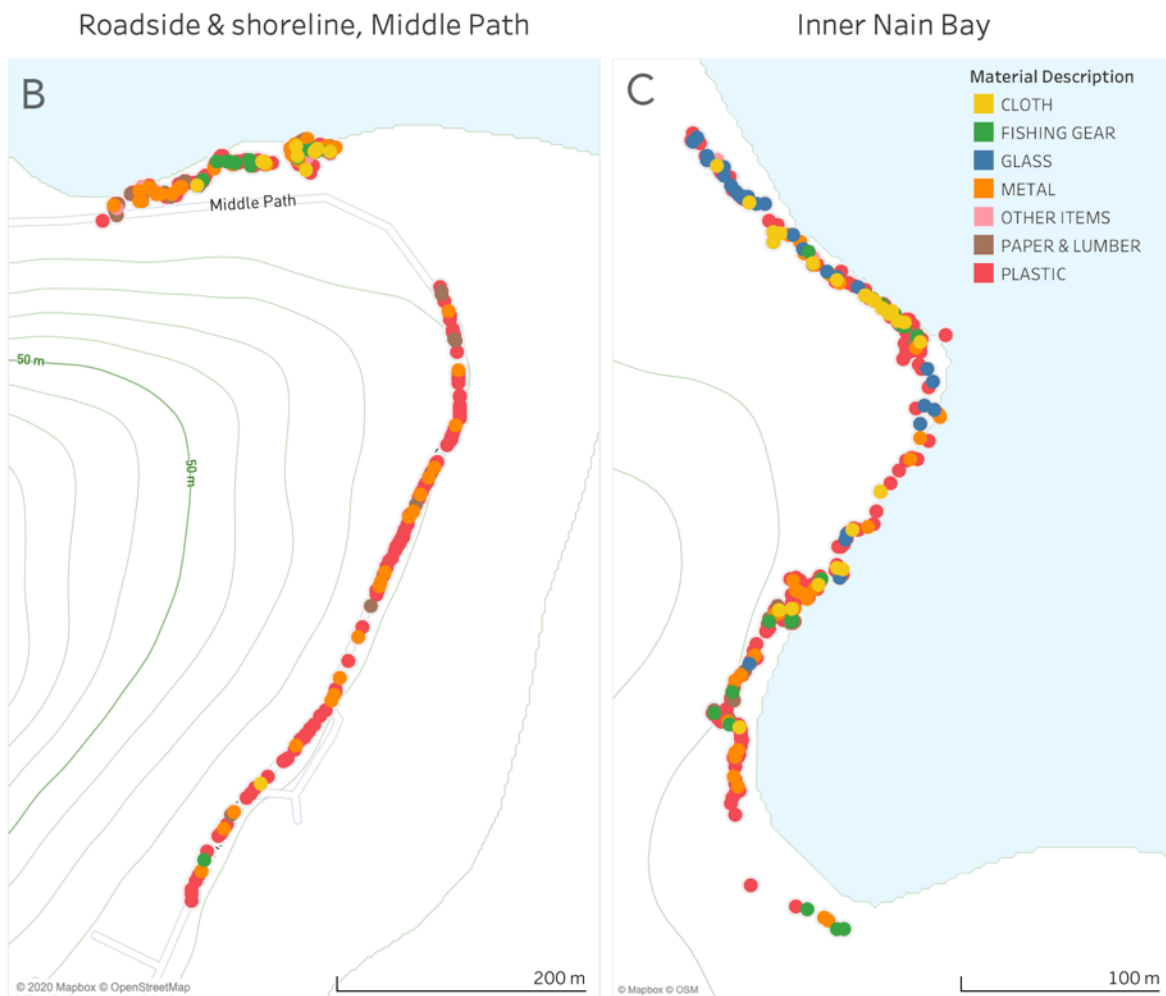 Roadside & shoreline, Middle Path
Inner Nain Bay
B
C
Material Description
CLOTH
FISHING GEAR
GLASS
METAL
OTHER ITEMS
PAPER & LUMBER
PLASTIC
Middle Path
50 m
50 m
200 m
100 m
© 2020 Mapbox © OpenStreetMap
© Mapbox © OSM